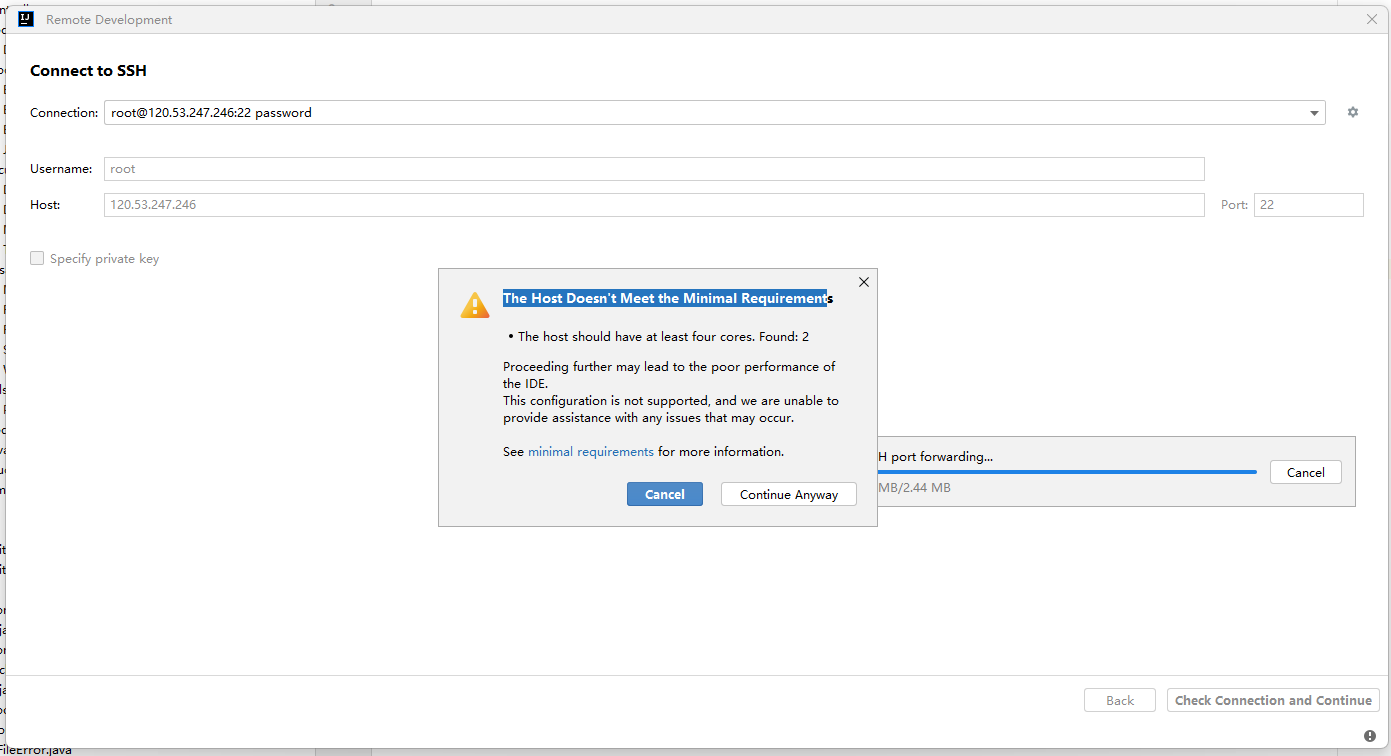 Remote Development
Connect to SSH
Connection: root@120.53.247.246:22 password
Username: root
Host: 120.53.247.246 Port: 22
Specify private key
The Host Doesn't Meet the Minimal Requirements
• The host should have at least four cores. Found: 2
Proceeding further may lead to the poor performance of
the IDE.
This configuration is not supported, and we are unable to
provide assistance with any issues that may occur.
See minimal requirements for more information.
Cancel Continue Anyway
H port forwarding...
MB/2.44 MB
Cancel
Back Check Connection and Continue
FileError.java